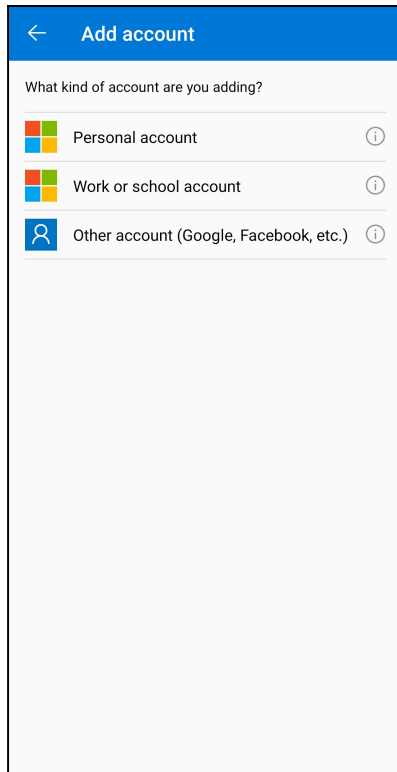 Add account
What kind of account are you adding?
Personal account
Work or school account
Other account (Google, Facebook, etc.)